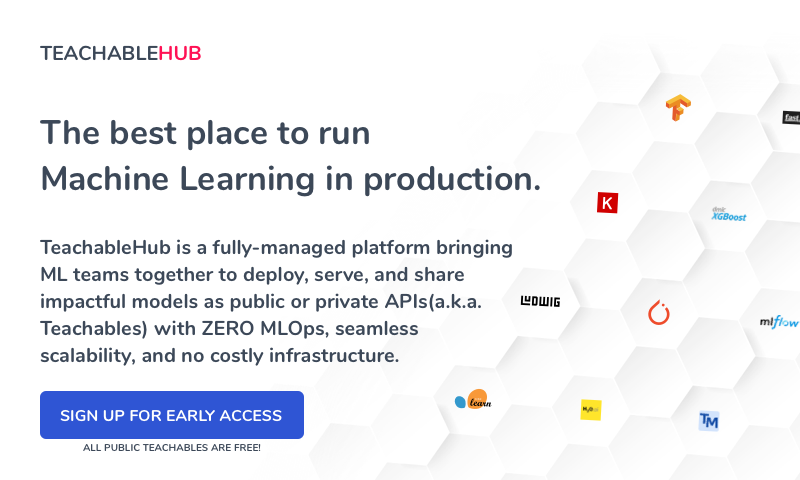 TEACHABLEHUB
The best place to run
Machine Learning in production.
TeachableHub is a fully-managed platform bringing
ML teams together to deploy, serve, and share
impactful models as public or private APIs(a.k.a.
Teachables) with ZERO MLOps, seamless
scalability, and no costly infrastructure.
SIGN UP FOR EARLY ACCESS
ALL PUBLIC TEACHABLES ARE FREE!
fast.
K
dmlc
XGBoost
LUDWIG
mlflow
learn
TM